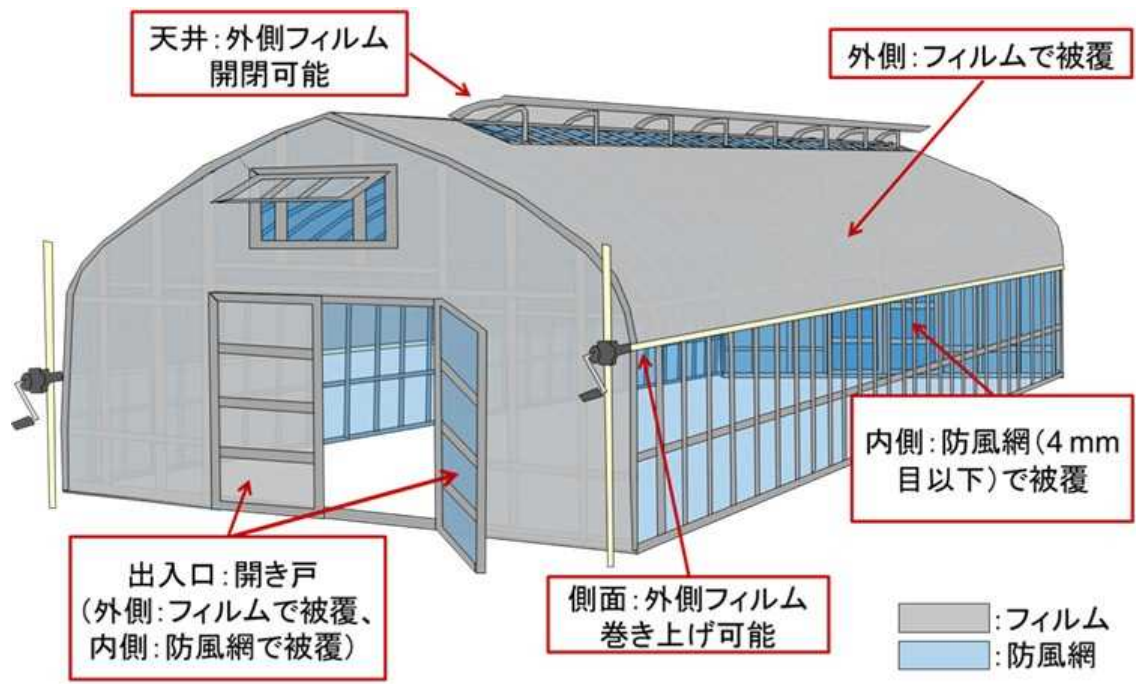 天井：外側フィルム
開閉可能
外側：フィルムで被覆
内側：防風網（4 mm
目以下）で被覆
出入口：開き戸
（外側：フィルムで被覆、
内側：防風網で被覆）
側面：外側フィルム
巻き上げ可能
：フィルム
：防風網